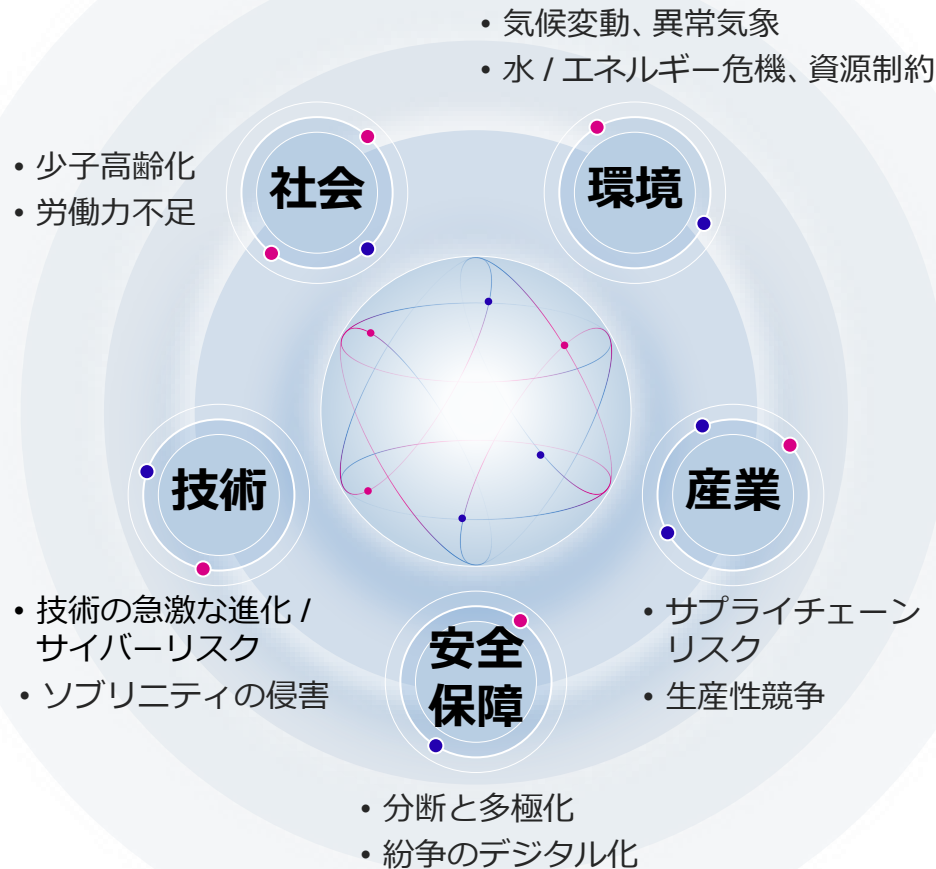 • 気候変動、異常気象
• 水 / エネルギー危機、資源制約
環境
社会
• 少子高齢化
• 労働力不足
技術
• 技術の急激な進化 /
サイバーリスク
• ソブリニティの侵害
産業
• サプライチェーン
リスク
• 生産性競争
安全
保障
• 分断と多極化
• 紛争のデジタル化